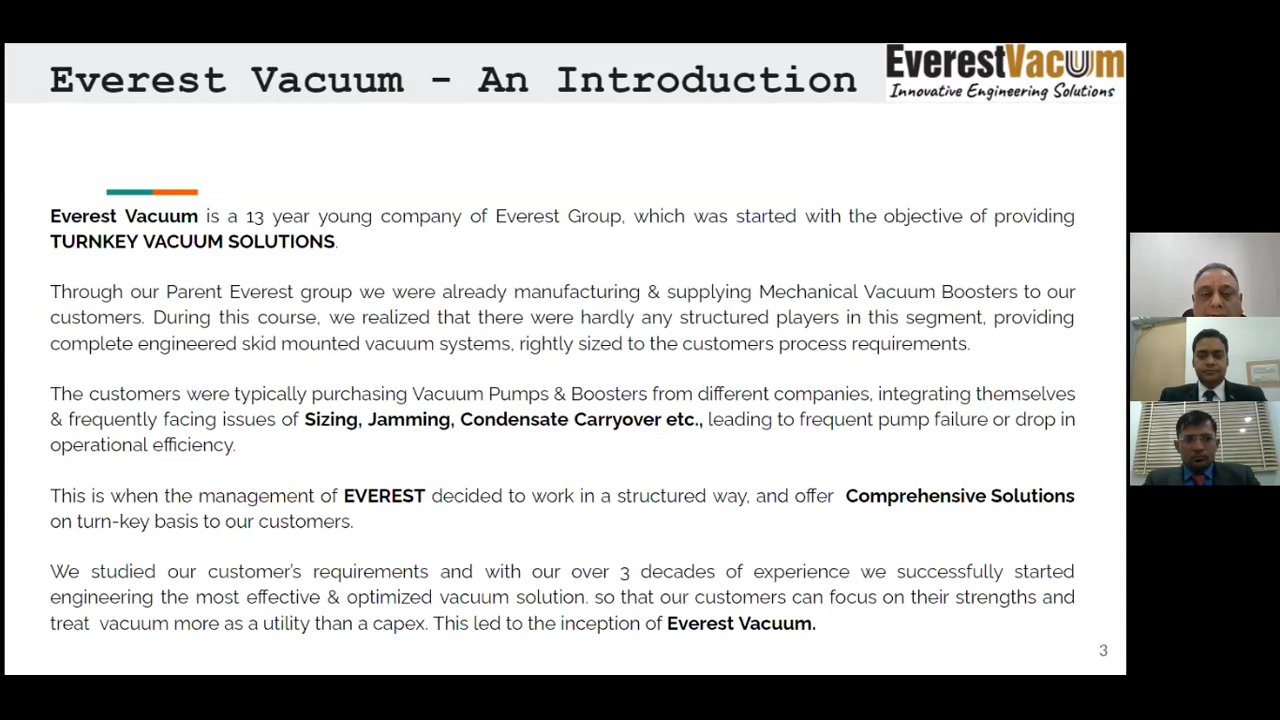 Everest Vacuum - An Introduction
EverestVacuum
Innovative Engineering Solutions
Everest Vacuum is a 13 year young company of Everest Group, which was started with the objective of providing
TURNKEY VACUUM SOLUTIONS.
Through our Parent Everest group we were already manufacturing & supplying Mechanical Vacuum Boosters to our
customers. During this course, we realized that there were hardly any structured players in this segment, providing
complete engineered skid mounted vacuum systems, rightly sized to the customers process requirements.
The customers were typically purchasing Vacuum Pumps & Boosters from different companies, integrating themselves
& frequently facing issues of Sizing, Jamming, Condensate Carryover etc., leading to frequent pump failure or drop in
operational efficiency.
This is when the management of EVEREST decided to work in a structured way, and offer Comprehensive Solutions
on turn-key basis to our customers.
We studied our customer's requirements and with our over 3 decades of experience we successfully started
engineering the most effective & optimized vacuum solution. so that our customers can focus on their strengths and
treat vacuum more as a utility than a capex. This led to the inception of Everest Vacuum.
3